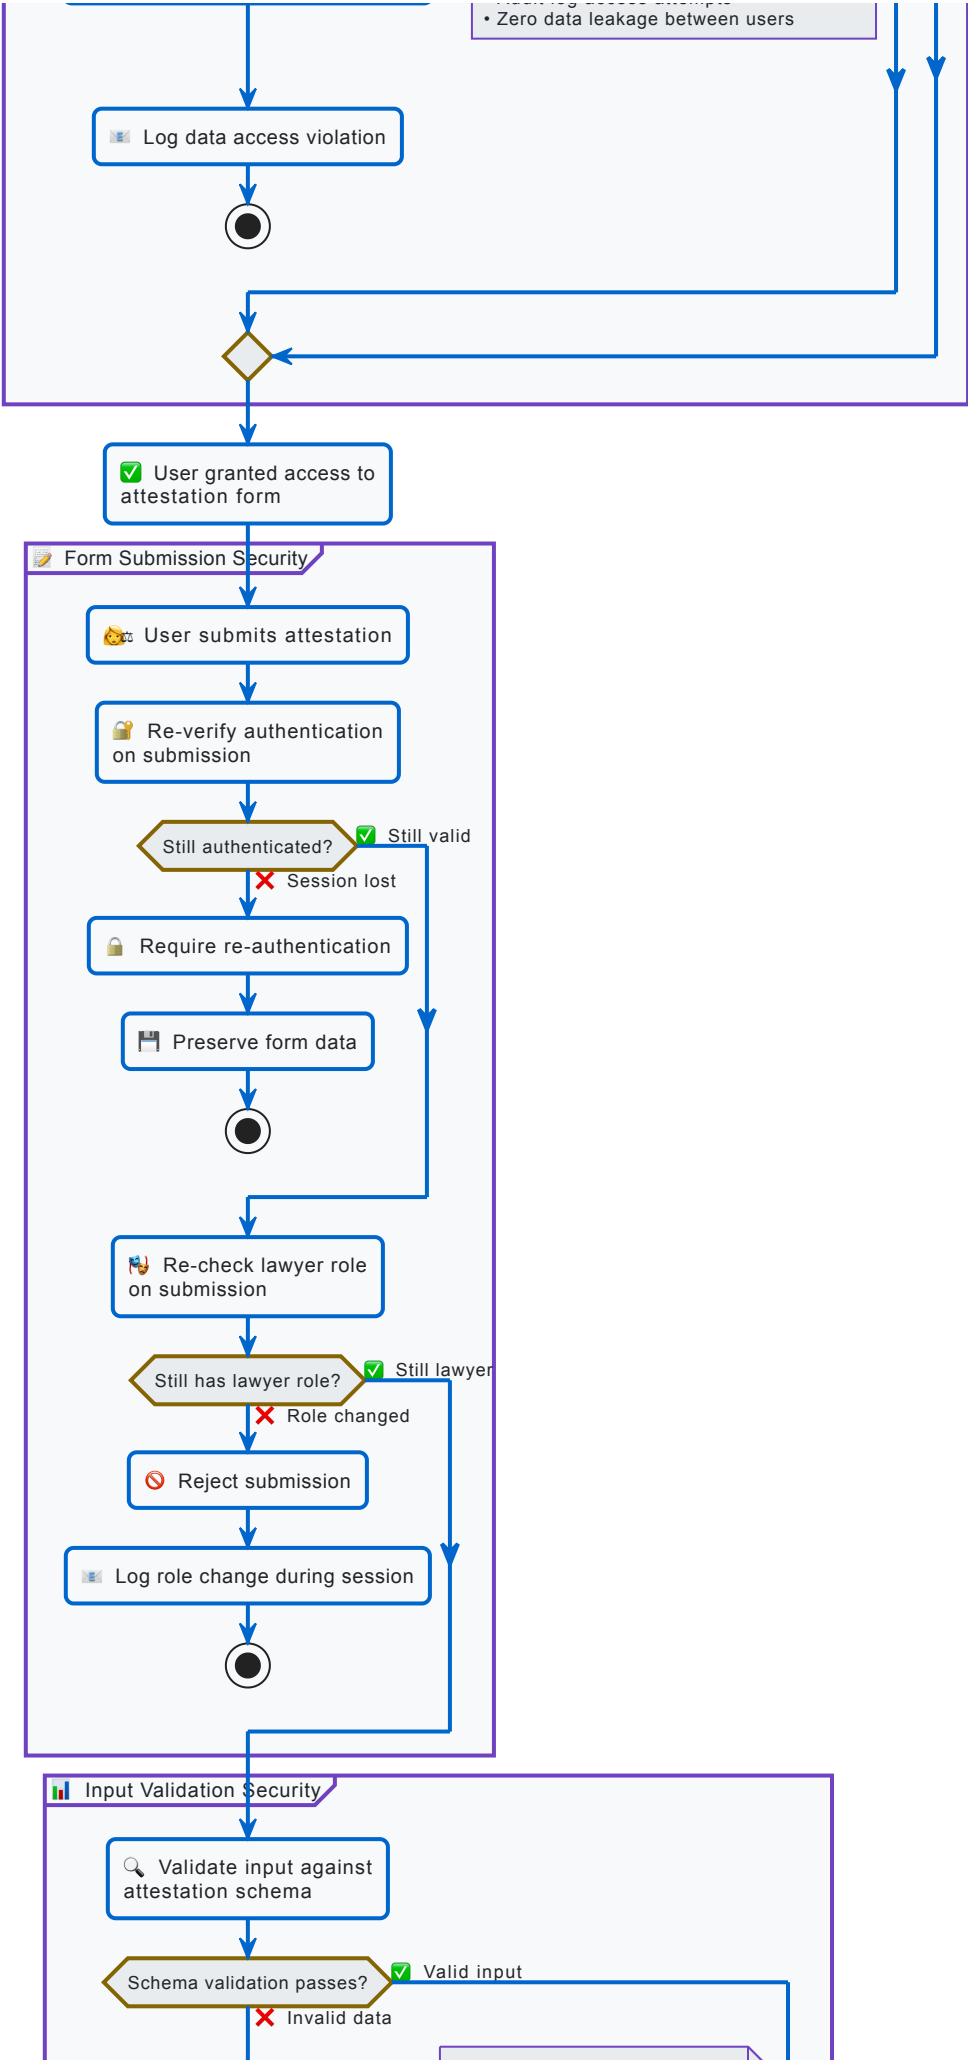 • Zero data leakage between users
Log data access violation
User granted access to
attestation form
Form Submission Security
User submits attestation
Re-verify authentication
on submission
Still authenticated?
Still valid
Session lost
Require re-authentication
Preserve form data
Re-check lawyer role
on submission
Still has lawyer role?
Still lawyer
Role changed
Reject submission
Log role change during session
Input Validation Security
Validate input against
attestation schema
Schema validation passes?
Valid input
Invalid data